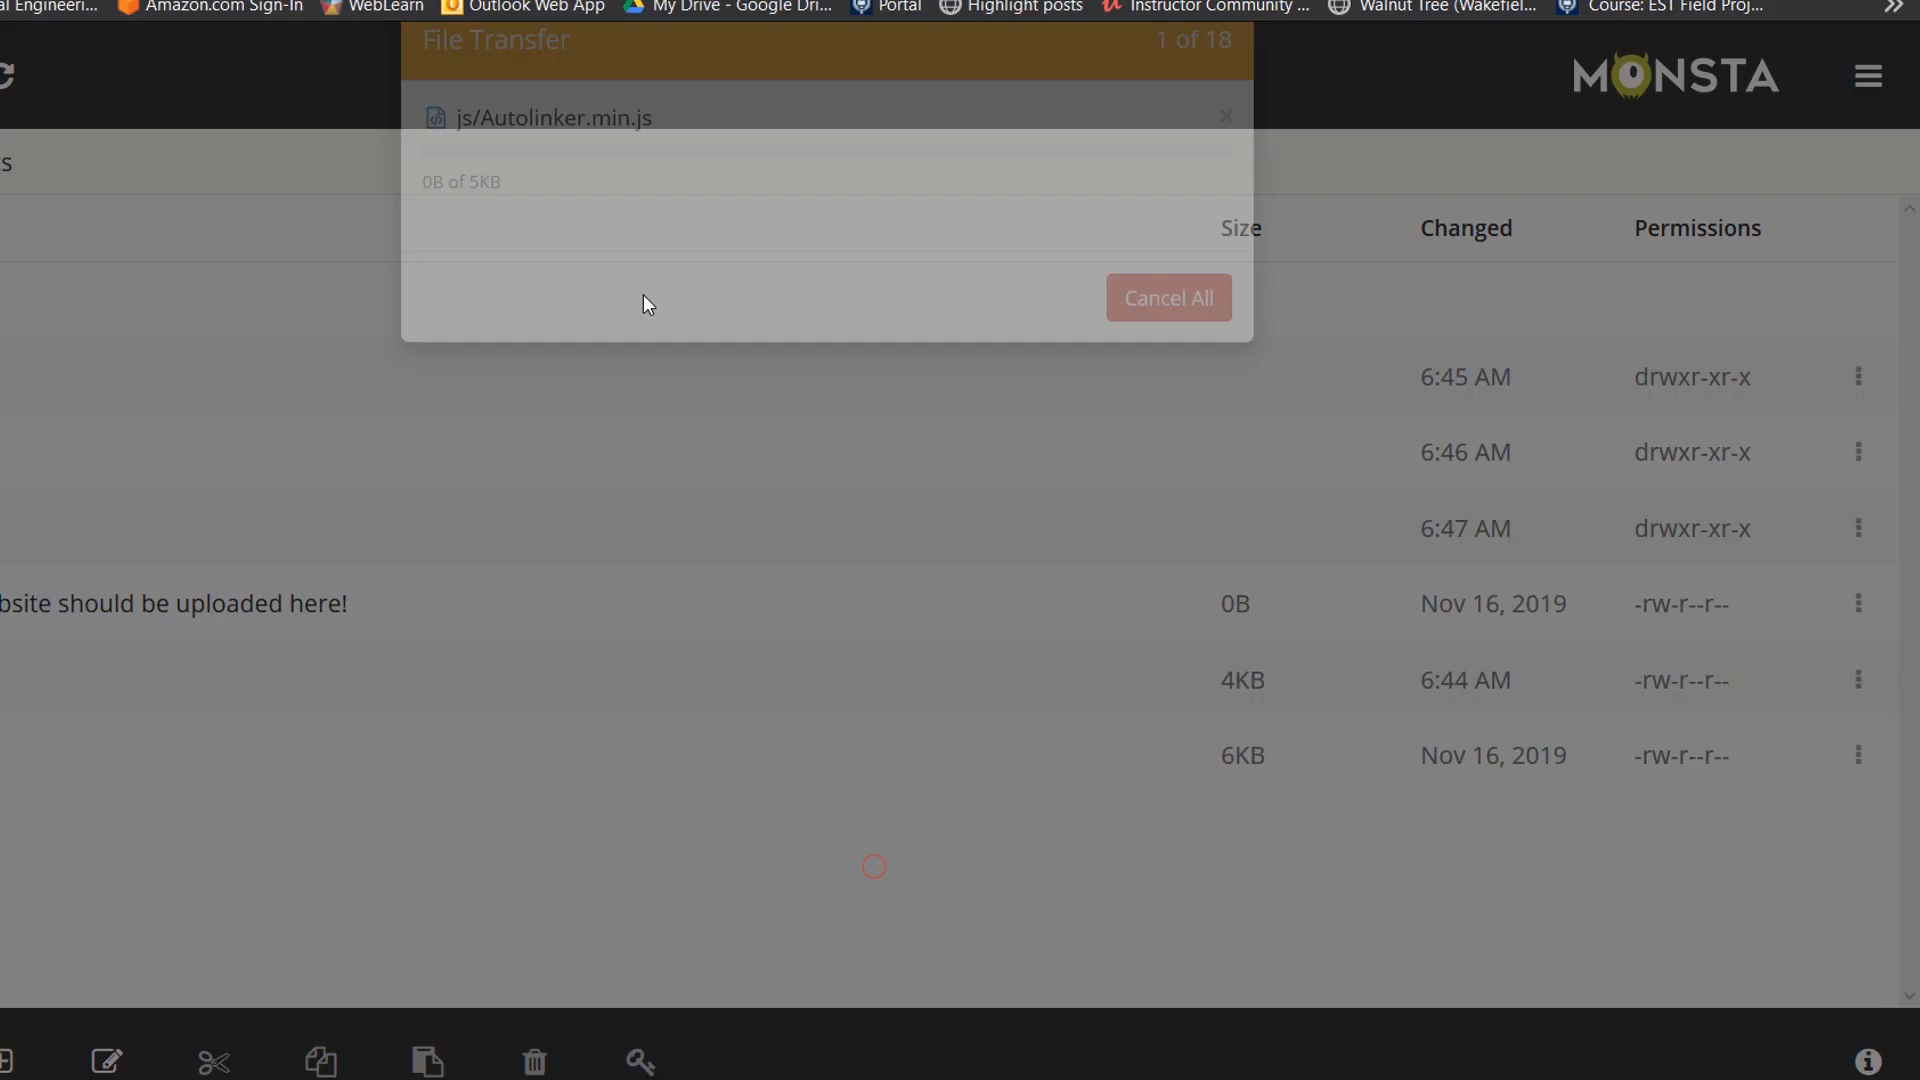 al Engineeri...
Amazon.com Sign-In
WebLearn
Outlook Web App
My Drive - Google Dri...
Portal
Highlight posts
Instructor Community ...
Walnut Tree (Wakefiel...
Course: EST Field Proj...
File Transfer
1 of 18
MONSTA
js/Autolinker.min.js
s
0B of 5KB
Size
Changed
Permissions
Cancel All
6:45 AM
drwxr-xr-x
6:46 AM
drwxr-xr-x
6:47 AM
drwxr-xr-x
bsite should be uploaded here!
0B
Nov 16, 2019
-rw-r--r--
4KB
6:44 AM
-rw-r--r--
6KB
Nov 16, 2019
-rw-r--r--